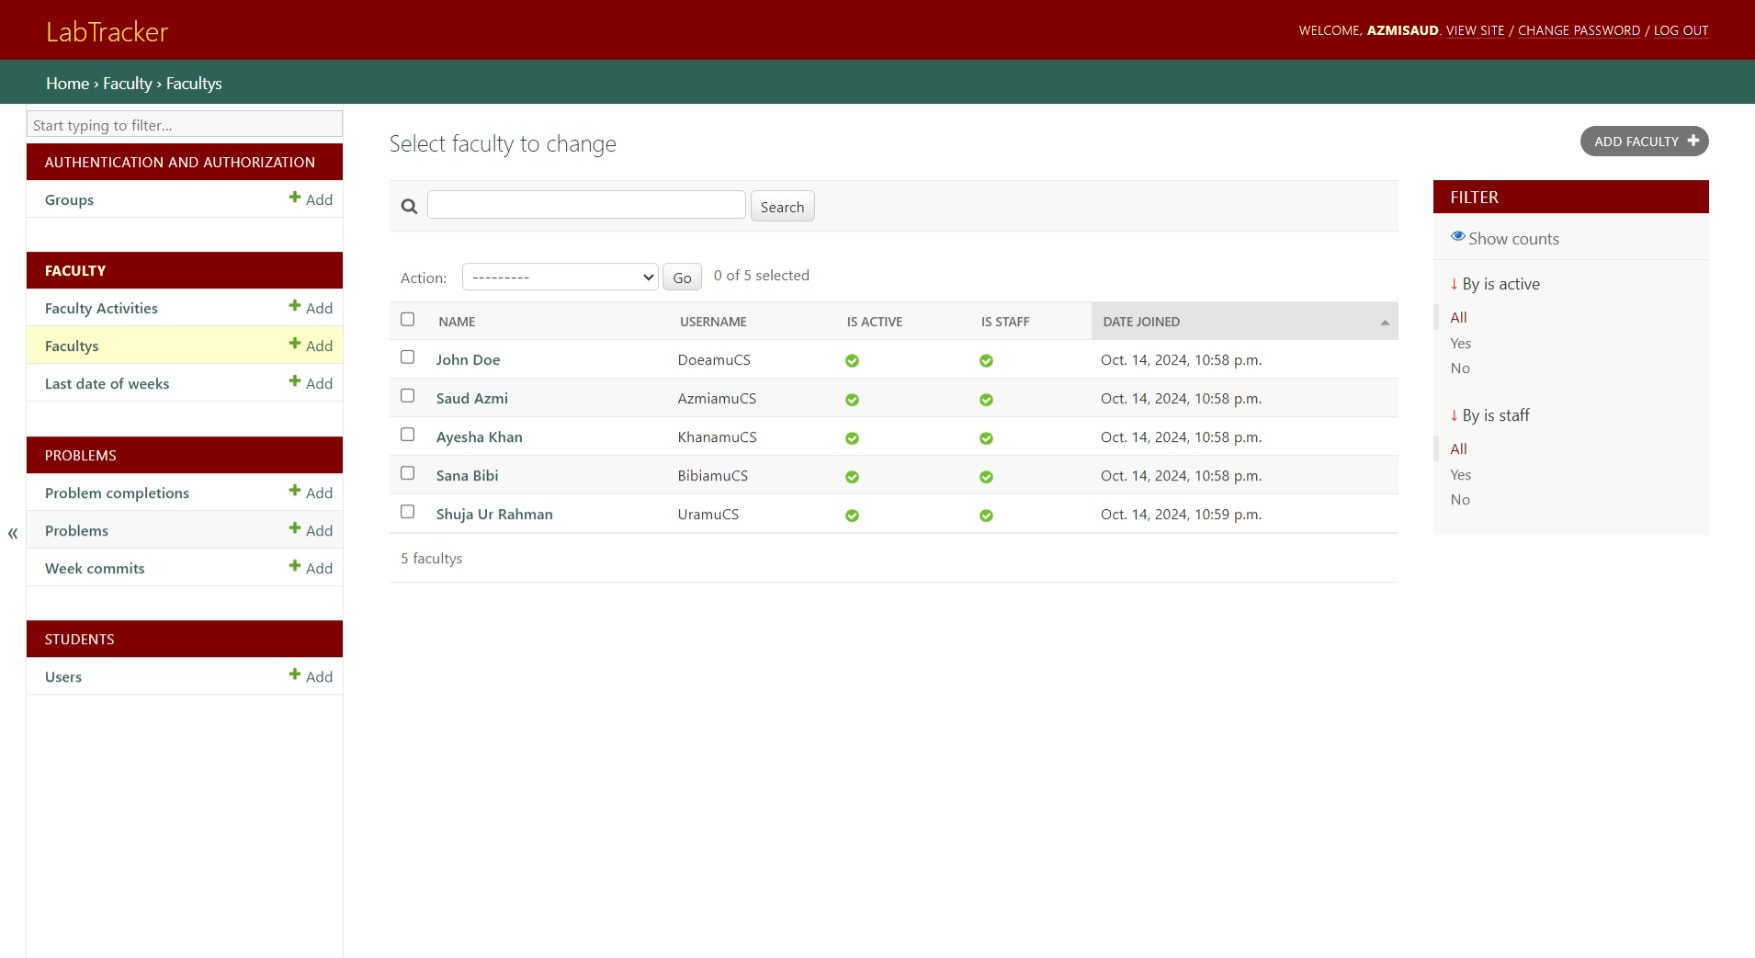 LabTracker
WELCOME, AZMISAUD. VIEW SITE / CHANGE PASSWORD / LOG OUT
Home › Faculty › Facultys
Start typing to filter...
AUTHENTICATION AND AUTHORIZATION
Groups + Add
FACULTY
Faculty Activities + Add
Facultys + Add
Last date of weeks + Add
PROBLEMS
Problem completions + Add
«
Problems + Add
Week commits + Add
STUDENTS
Users + Add
Select faculty to change
ADD FACULTY +
Search
Action: --------- Go 0 of 5 selected
NAME USERNAME IS ACTIVE IS STAFF DATE JOINED
John Doe DoeamuCS Oct. 14, 2024, 10:58 p.m.
Saud Azmi AzmiamuCS Oct. 14, 2024, 10:58 p.m.
Ayesha Khan KhanamuCS Oct. 14, 2024, 10:58 p.m.
Sana Bibi BibiamuCS Oct. 14, 2024, 10:58 p.m.
Shuja Ur Rahman UramuCS Oct. 14, 2024, 10:59 p.m.
5 facultys
FILTER
Show counts
↓ By is active
All
Yes
No
↓ By is staff
All
Yes
No